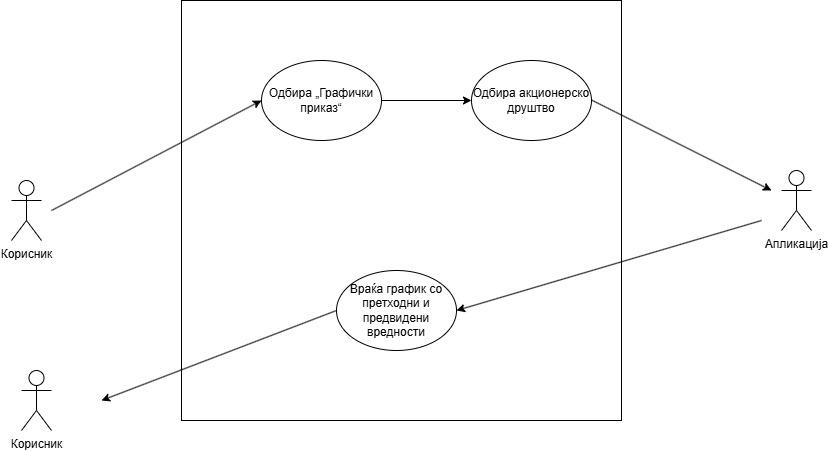 Одбира „Графички
приказ“
Одбира акционерско
друштво
Корисник
Апликација
Враќа график со
претходни и
предвидени
вредности
Корисник